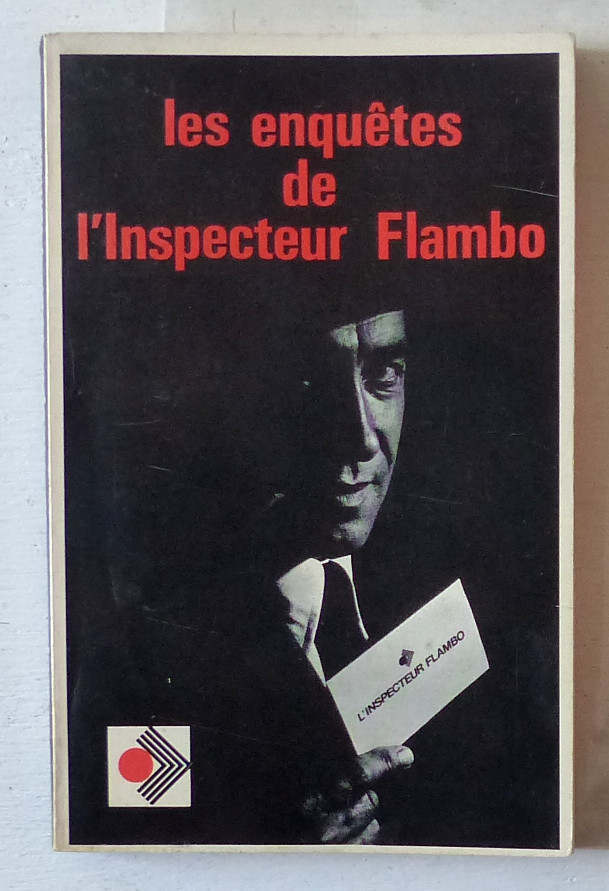 les enquêtes
de
l'Inspecteur Flambo
L'INSPECTEUR FLAMBO